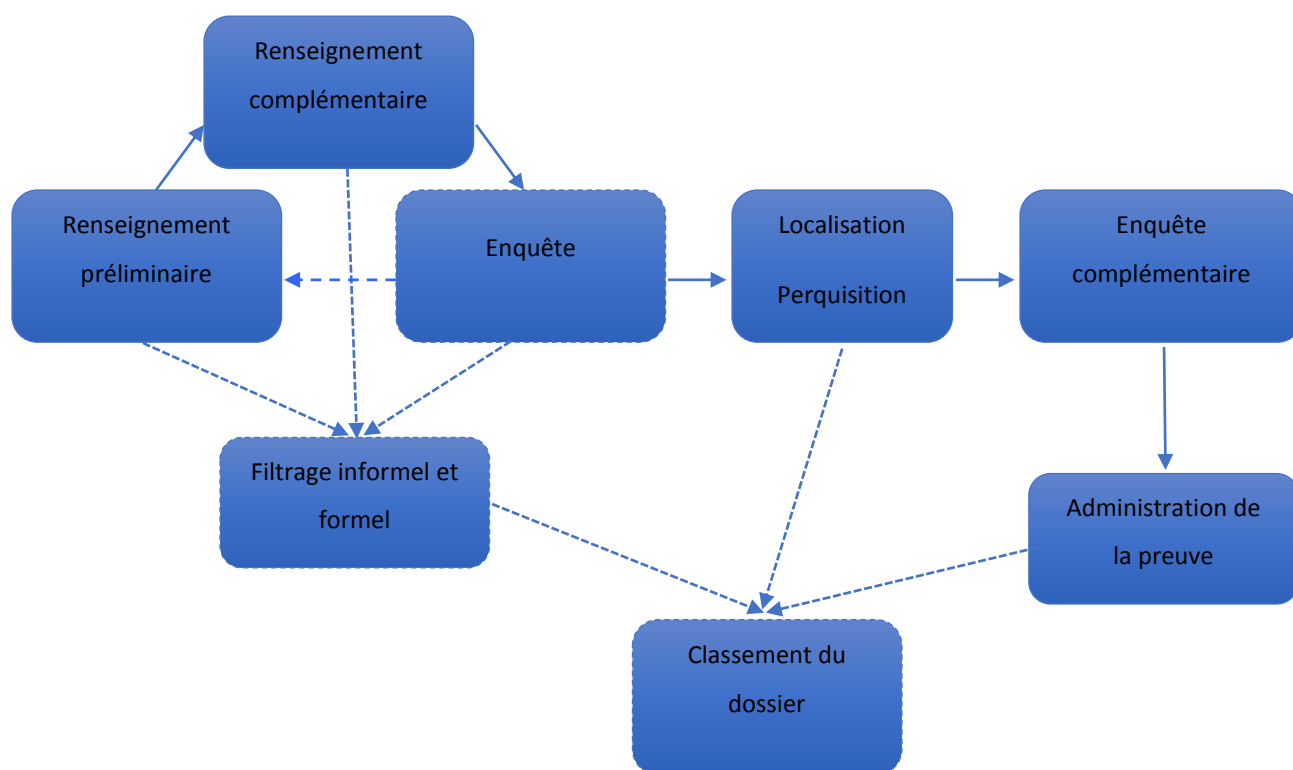 Renseignement
complémentaire
Renseignement
préliminaire
Enquête
Localisation
Perquisition
Enquête
complémentaire
Filtrage informel et
formel
Administration de
la preuve
Classement du
dossier